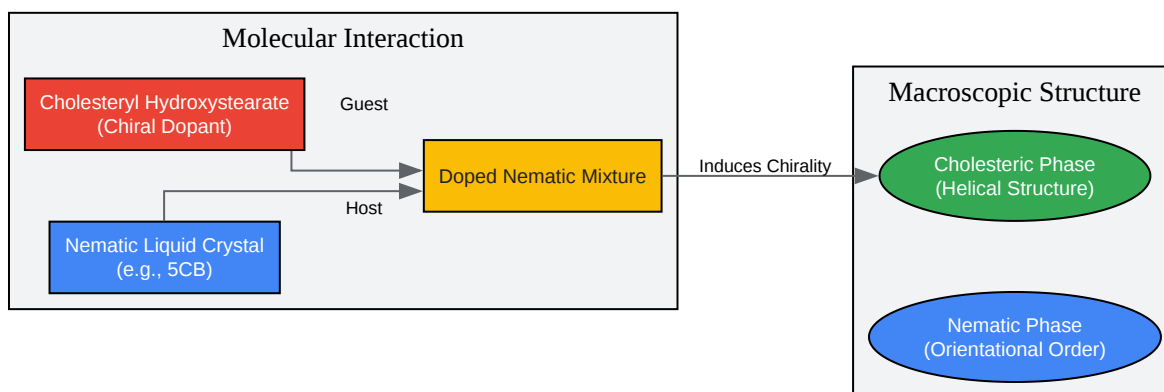 Molecular Interaction
Cholesteryl Hydroxystearate
(Chiral Dopant)
Guest
Doped Nematic Mixture
Host
Nematic Liquid Crystal
(e.g., 5CB)
Induces Chirality
Macroscopic Structure
Cholesteric Phase
(Helical Structure)
Nematic Phase
(Orientational Order)